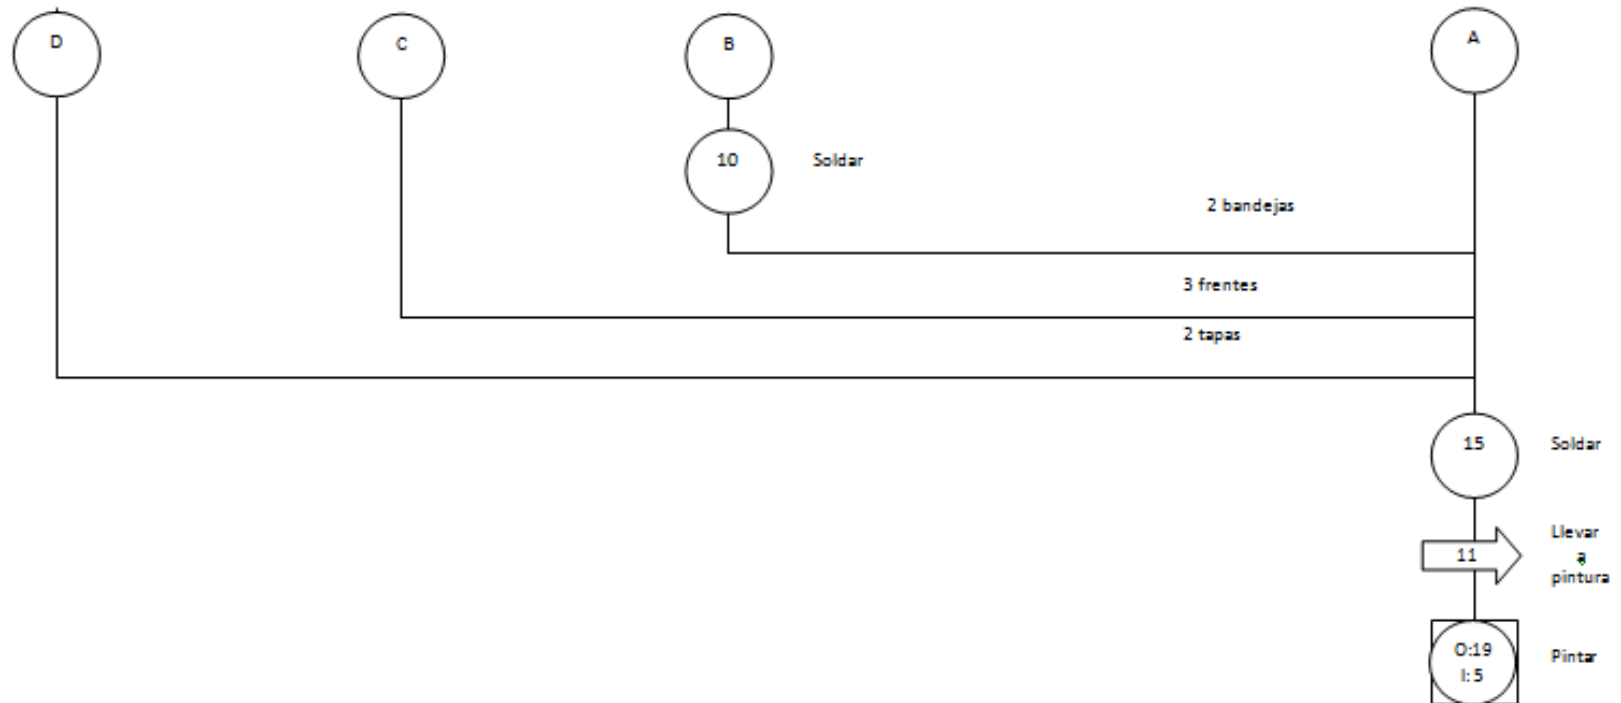 D
C
B
A
10
Soldar
2 bandejas
3 frentes
2 tapas
15
Soldar
Llevar
a
pintura
11
O:19
I: 5
Pintar